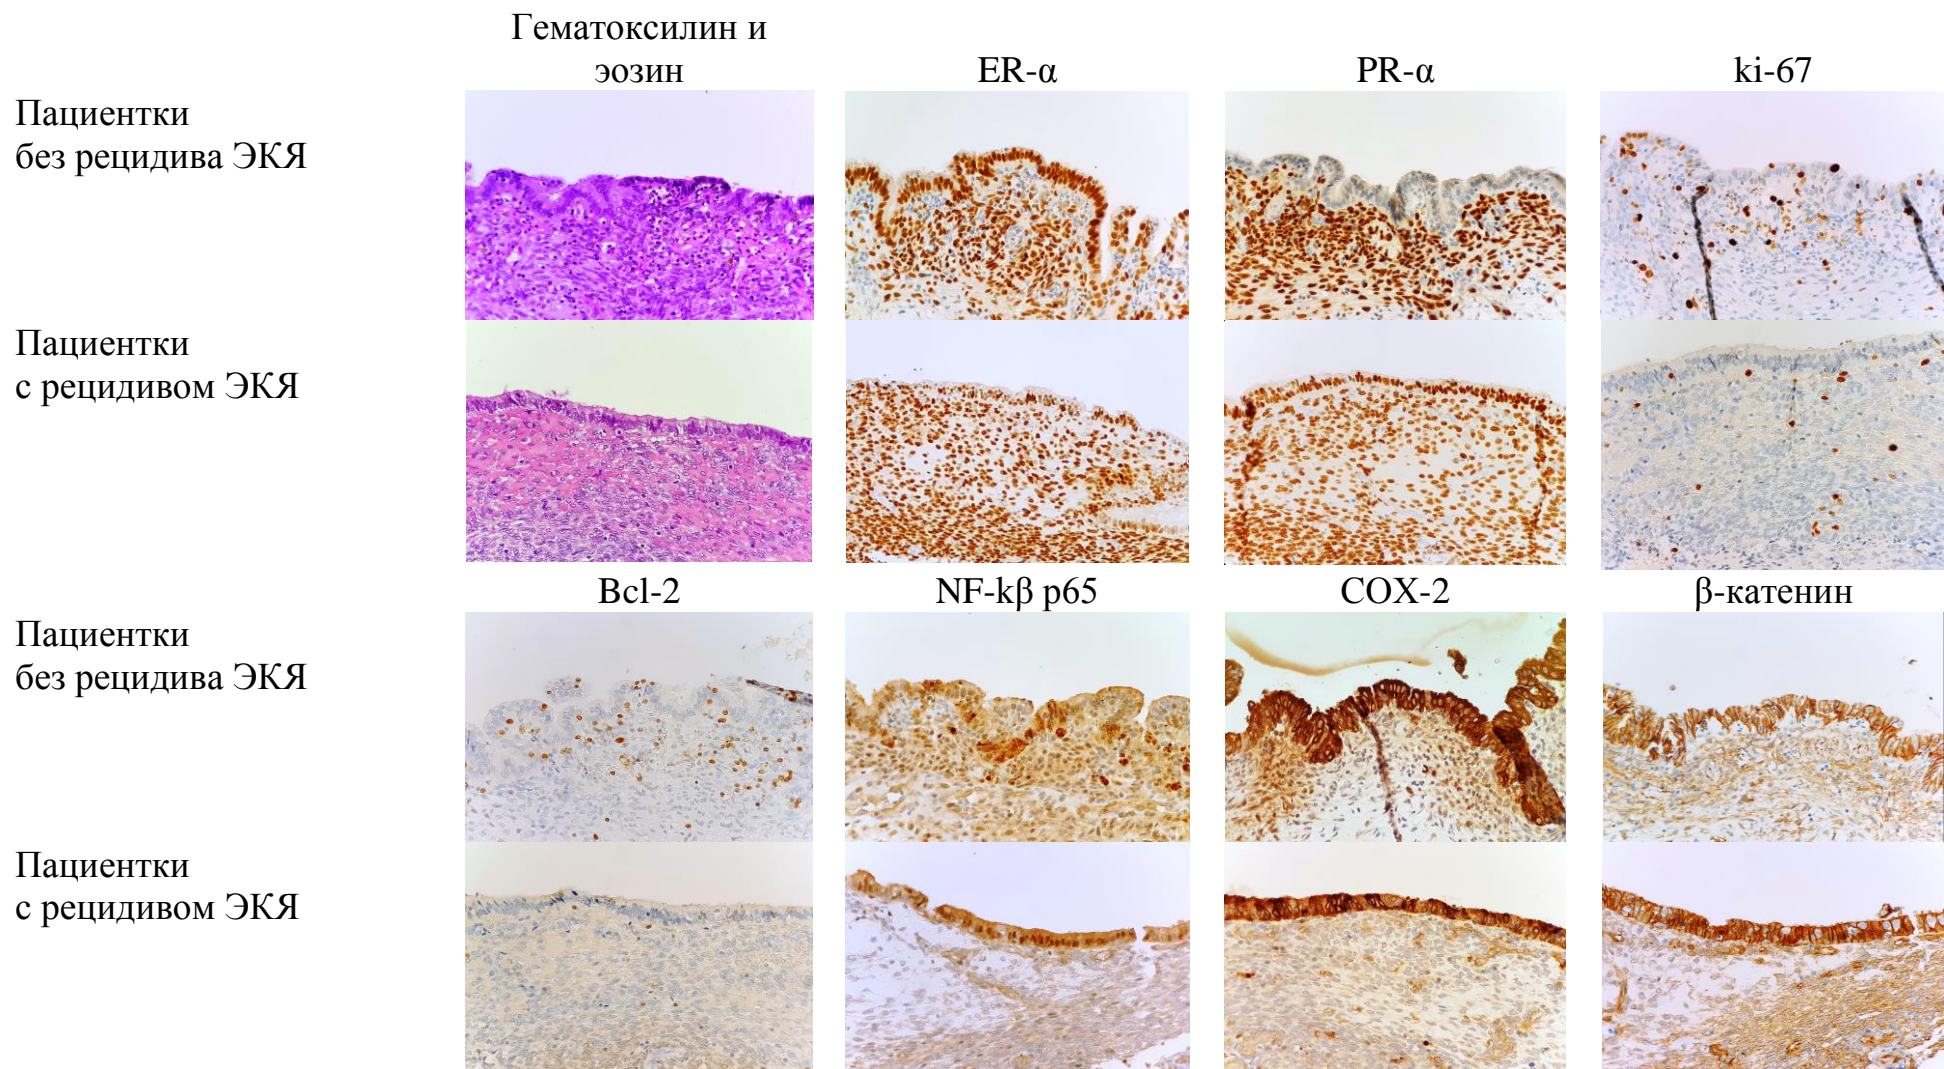 Гематоксилин и
эозин
ER-α
PR-α
ki-67
Пациентки
без рецидива ЭКЯ
Пациентки
с рецидивом ЭКЯ
Bcl-2
NF-kβ p65
COX-2
β-катенин
Пациентки
без рецидива ЭКЯ
Пациентки
с рецидивом ЭКЯ